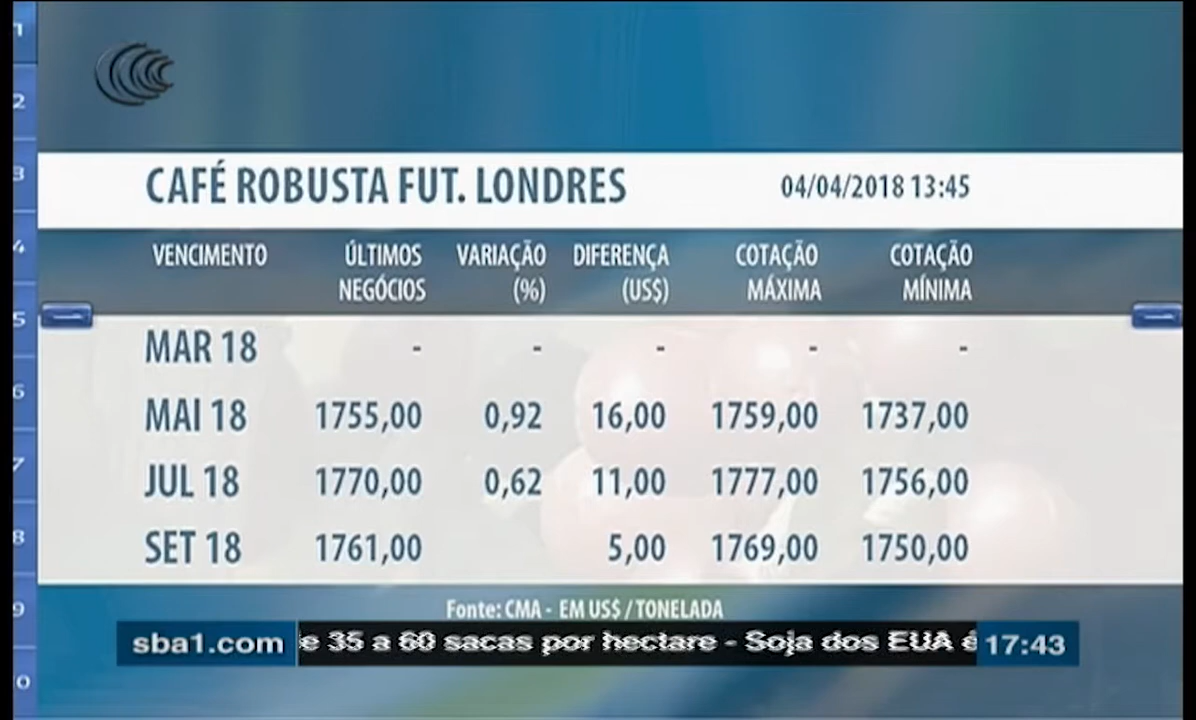 CAFÉ ROBUSTA FUT. LONDRES 04/04/2018 13:45
VENCIMENTO ÚLTIMOS NEGÓCIOS VARIAÇÃO (%) DIFERENÇA (US$) COTAÇÃO MÁXIMA COTAÇÃO MÍNIMA
MAR 18 - - - - -
MAI 18 1755,00 0,92 16,00 1759,00 1737,00
JUL 18 1770,00 0,62 11,00 1777,00 1756,00
SET 18 1761,00 5,00 1769,00 1750,00
Fonte: CMA - EM US$ / TONELADA
sba1.com e 35 a 60 sacas por hectare - Soja dos EUA é 17:43